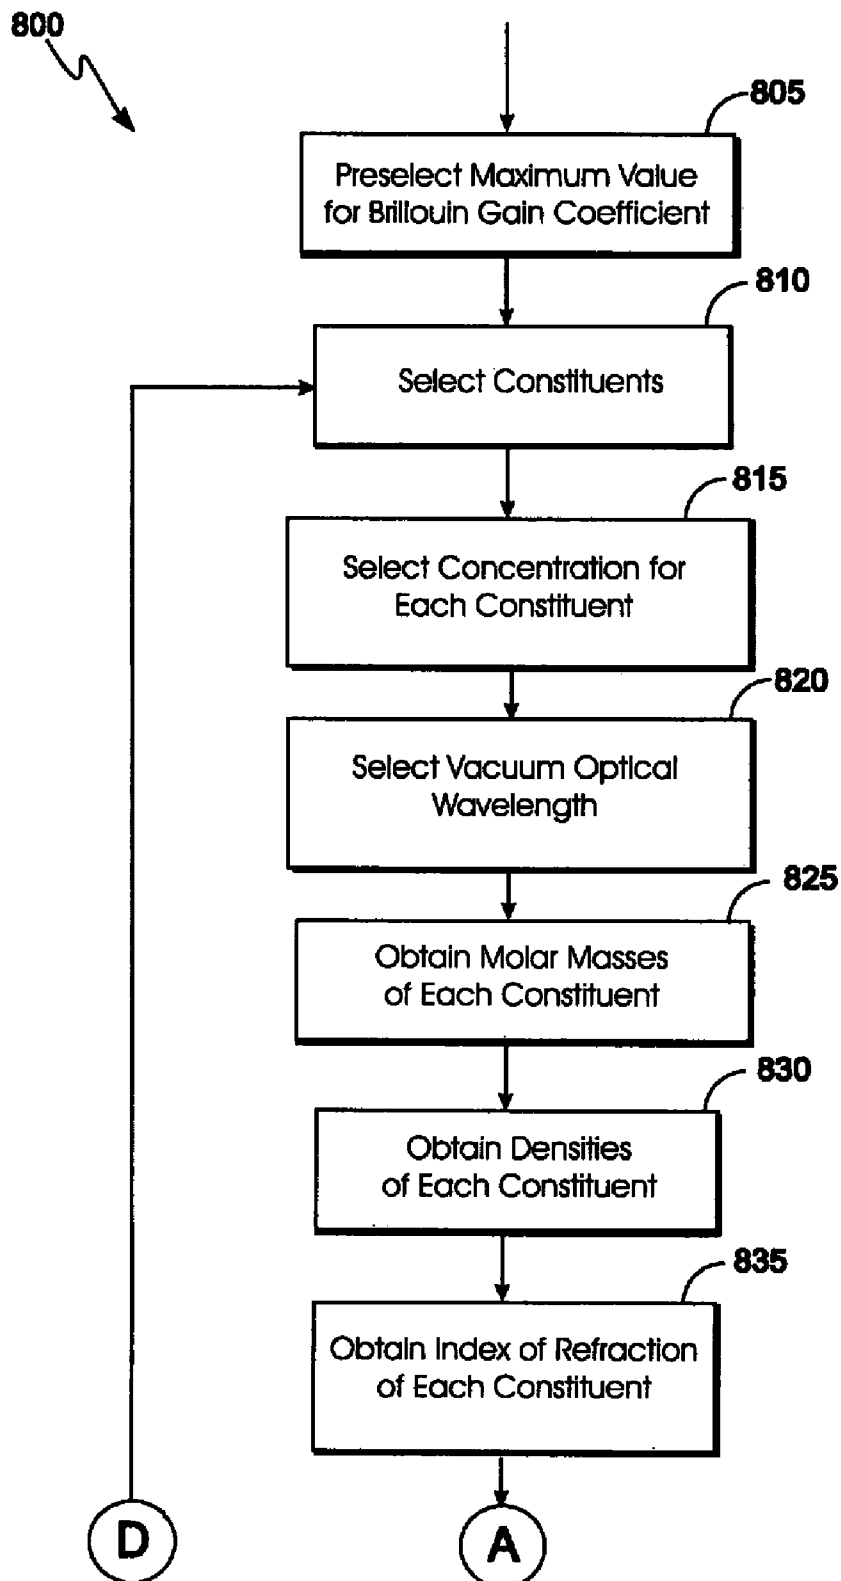 800
805
Preselect Maximum Value
for Brillouin Gain Coefficient
810
Select Constituents
815
Select Concentration for
Each Constituent
820
Select Vacuum Optical
Wavelength
825
Obtain Molar Masses
of Each Constituent
830
Obtain Densities
of Each Constituent
835
Obtain Index of Refraction
of Each Constituent
D
A